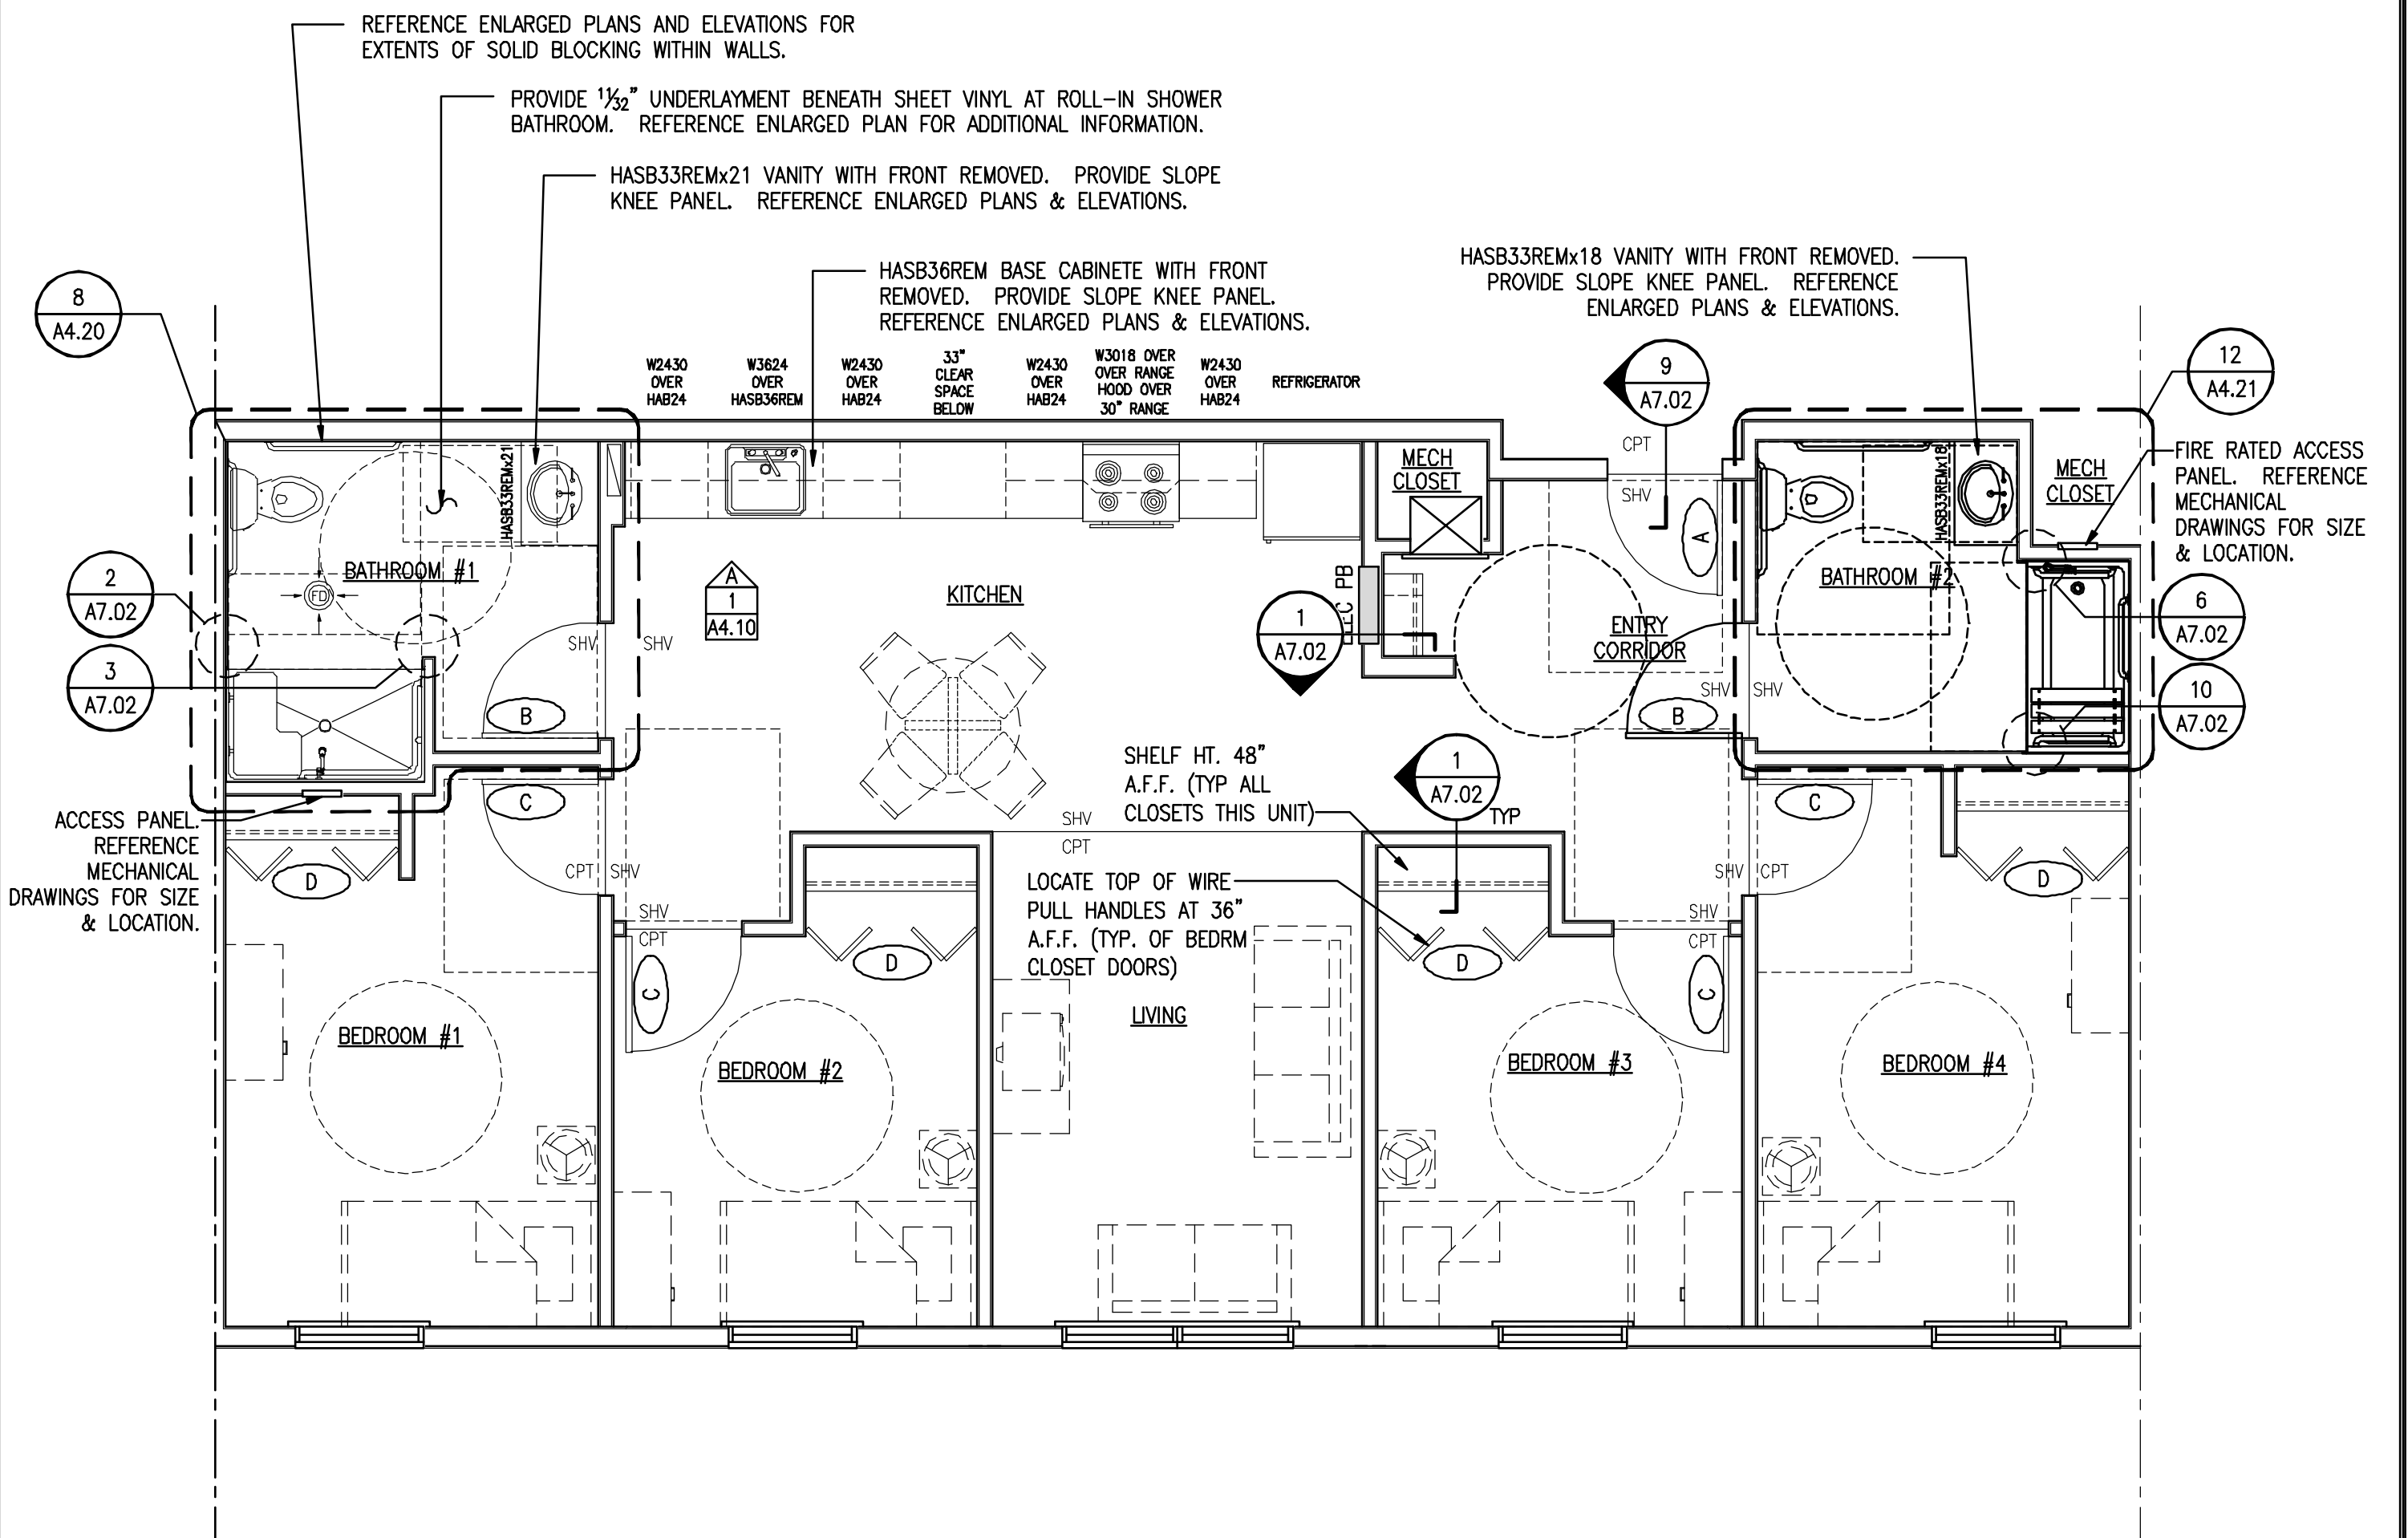 REFERENCE ENLARGED PLANS AND ELEVATIONS FOR
EXTENTS OF SOLID BLOCKING WITHIN WALLS.
PROVIDE 11/32" UNDERLAYMENT BENEATH SHEET VINYL AT ROLL-IN SHOWER
BATHROOM. REFERENCE ENLARGED PLAN FOR ADDITIONAL INFORMATION.
HASB33REMx21 VANITY WITH FRONT REMOVED. PROVIDE SLOPE
KNEE PANEL. REFERENCE ENLARGED PLANS & ELEVATIONS.
HASB36REM BASE CABINETE WITH FRONT
REMOVED. PROVIDE SLOPE KNEE PANEL.
REFERENCE ENLARGED PLANS & ELEVATIONS.
HASB33REMx18 VANITY WITH FRONT REMOVED.
PROVIDE SLOPE KNEE PANEL. REFERENCE
ENLARGED PLANS & ELEVATIONS.
8
A4.20
W2430
OVER
HAB24
W3624
OVER
HASB36REM
W2430
OVER
HAB24
33"
CLEAR
SPACE
BELOW
W2430
OVER
HAB24
W3018 OVER
OVER RANGE
HOOD OVER
30" RANGE
W2430
OVER
HAB24
REFRIGERATOR
9
A7.02
12
A4.21
FIRE RATED ACCESS
PANEL. REFERENCE
MECHANICAL
DRAWINGS FOR SIZE
& LOCATION.
HASB33REMx21
MECH
CLOSET
CPT
SHV
A
HASB33REMx18
MECH
CLOSET
2
A7.02
BATHROOM #1
FD
A
1
A4.10
KITCHEN
ELEC PB
1
A7.02
ENTRY
CORRIDOR
BATHROOM #2
6
A7.02
3
A7.02
SHV
SHV
B
SHV
SHV
B
10
A7.02
SHELF HT. 48"
A.F.F. (TYP ALL
CLOSETS THIS UNIT)
1
A7.02
TYP
C
C
ACCESS PANEL.
REFERENCE
MECHANICAL
DRAWINGS FOR SIZE
& LOCATION.
SHV
CPT
D
CPT
SHV
SHV
CPT
D
LOCATE TOP OF WIRE
PULL HANDLES AT 36"
A.F.F. (TYP. OF BEDRM
CLOSET DOORS)
SHV
CPT
C
D
D
SHV
CPT
C
LIVING
BEDROOM #1
BEDROOM #2
BEDROOM #3
BEDROOM #4